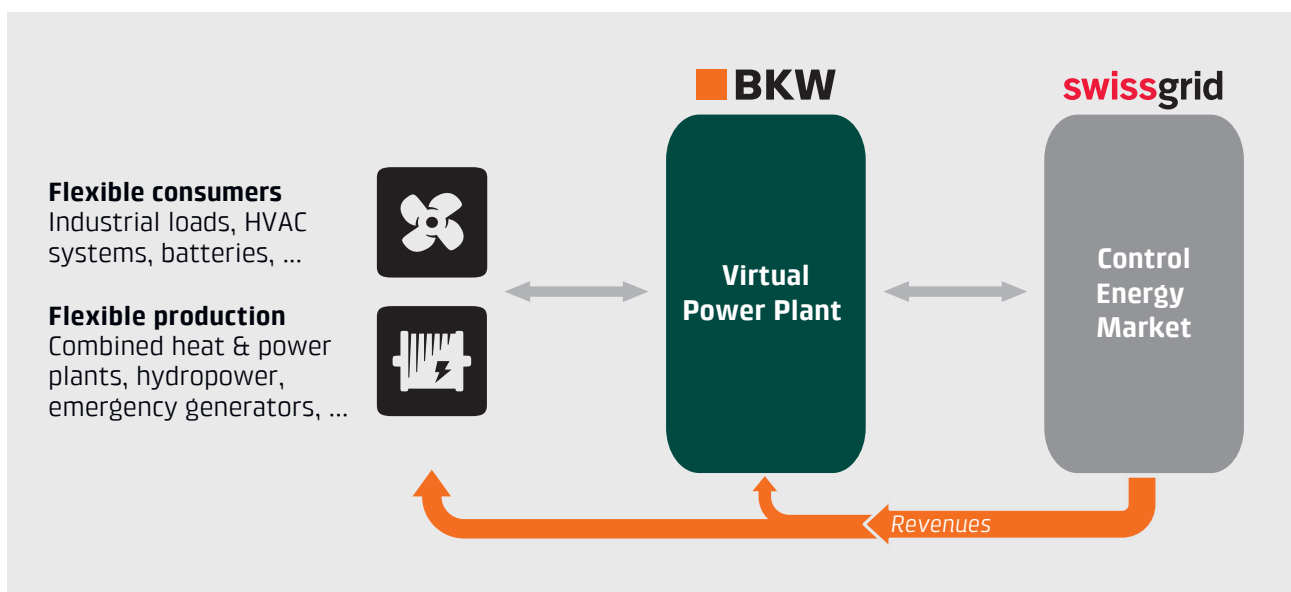 BKW
swissgrid
Flexible consumers
Industrial loads, HVAC
systems, batteries, ...
Flexible production
Combined heat & power
plants, hydropower,
emergency generators, ...
Virtual
Power Plant
Control
Energy
Market
Revenues